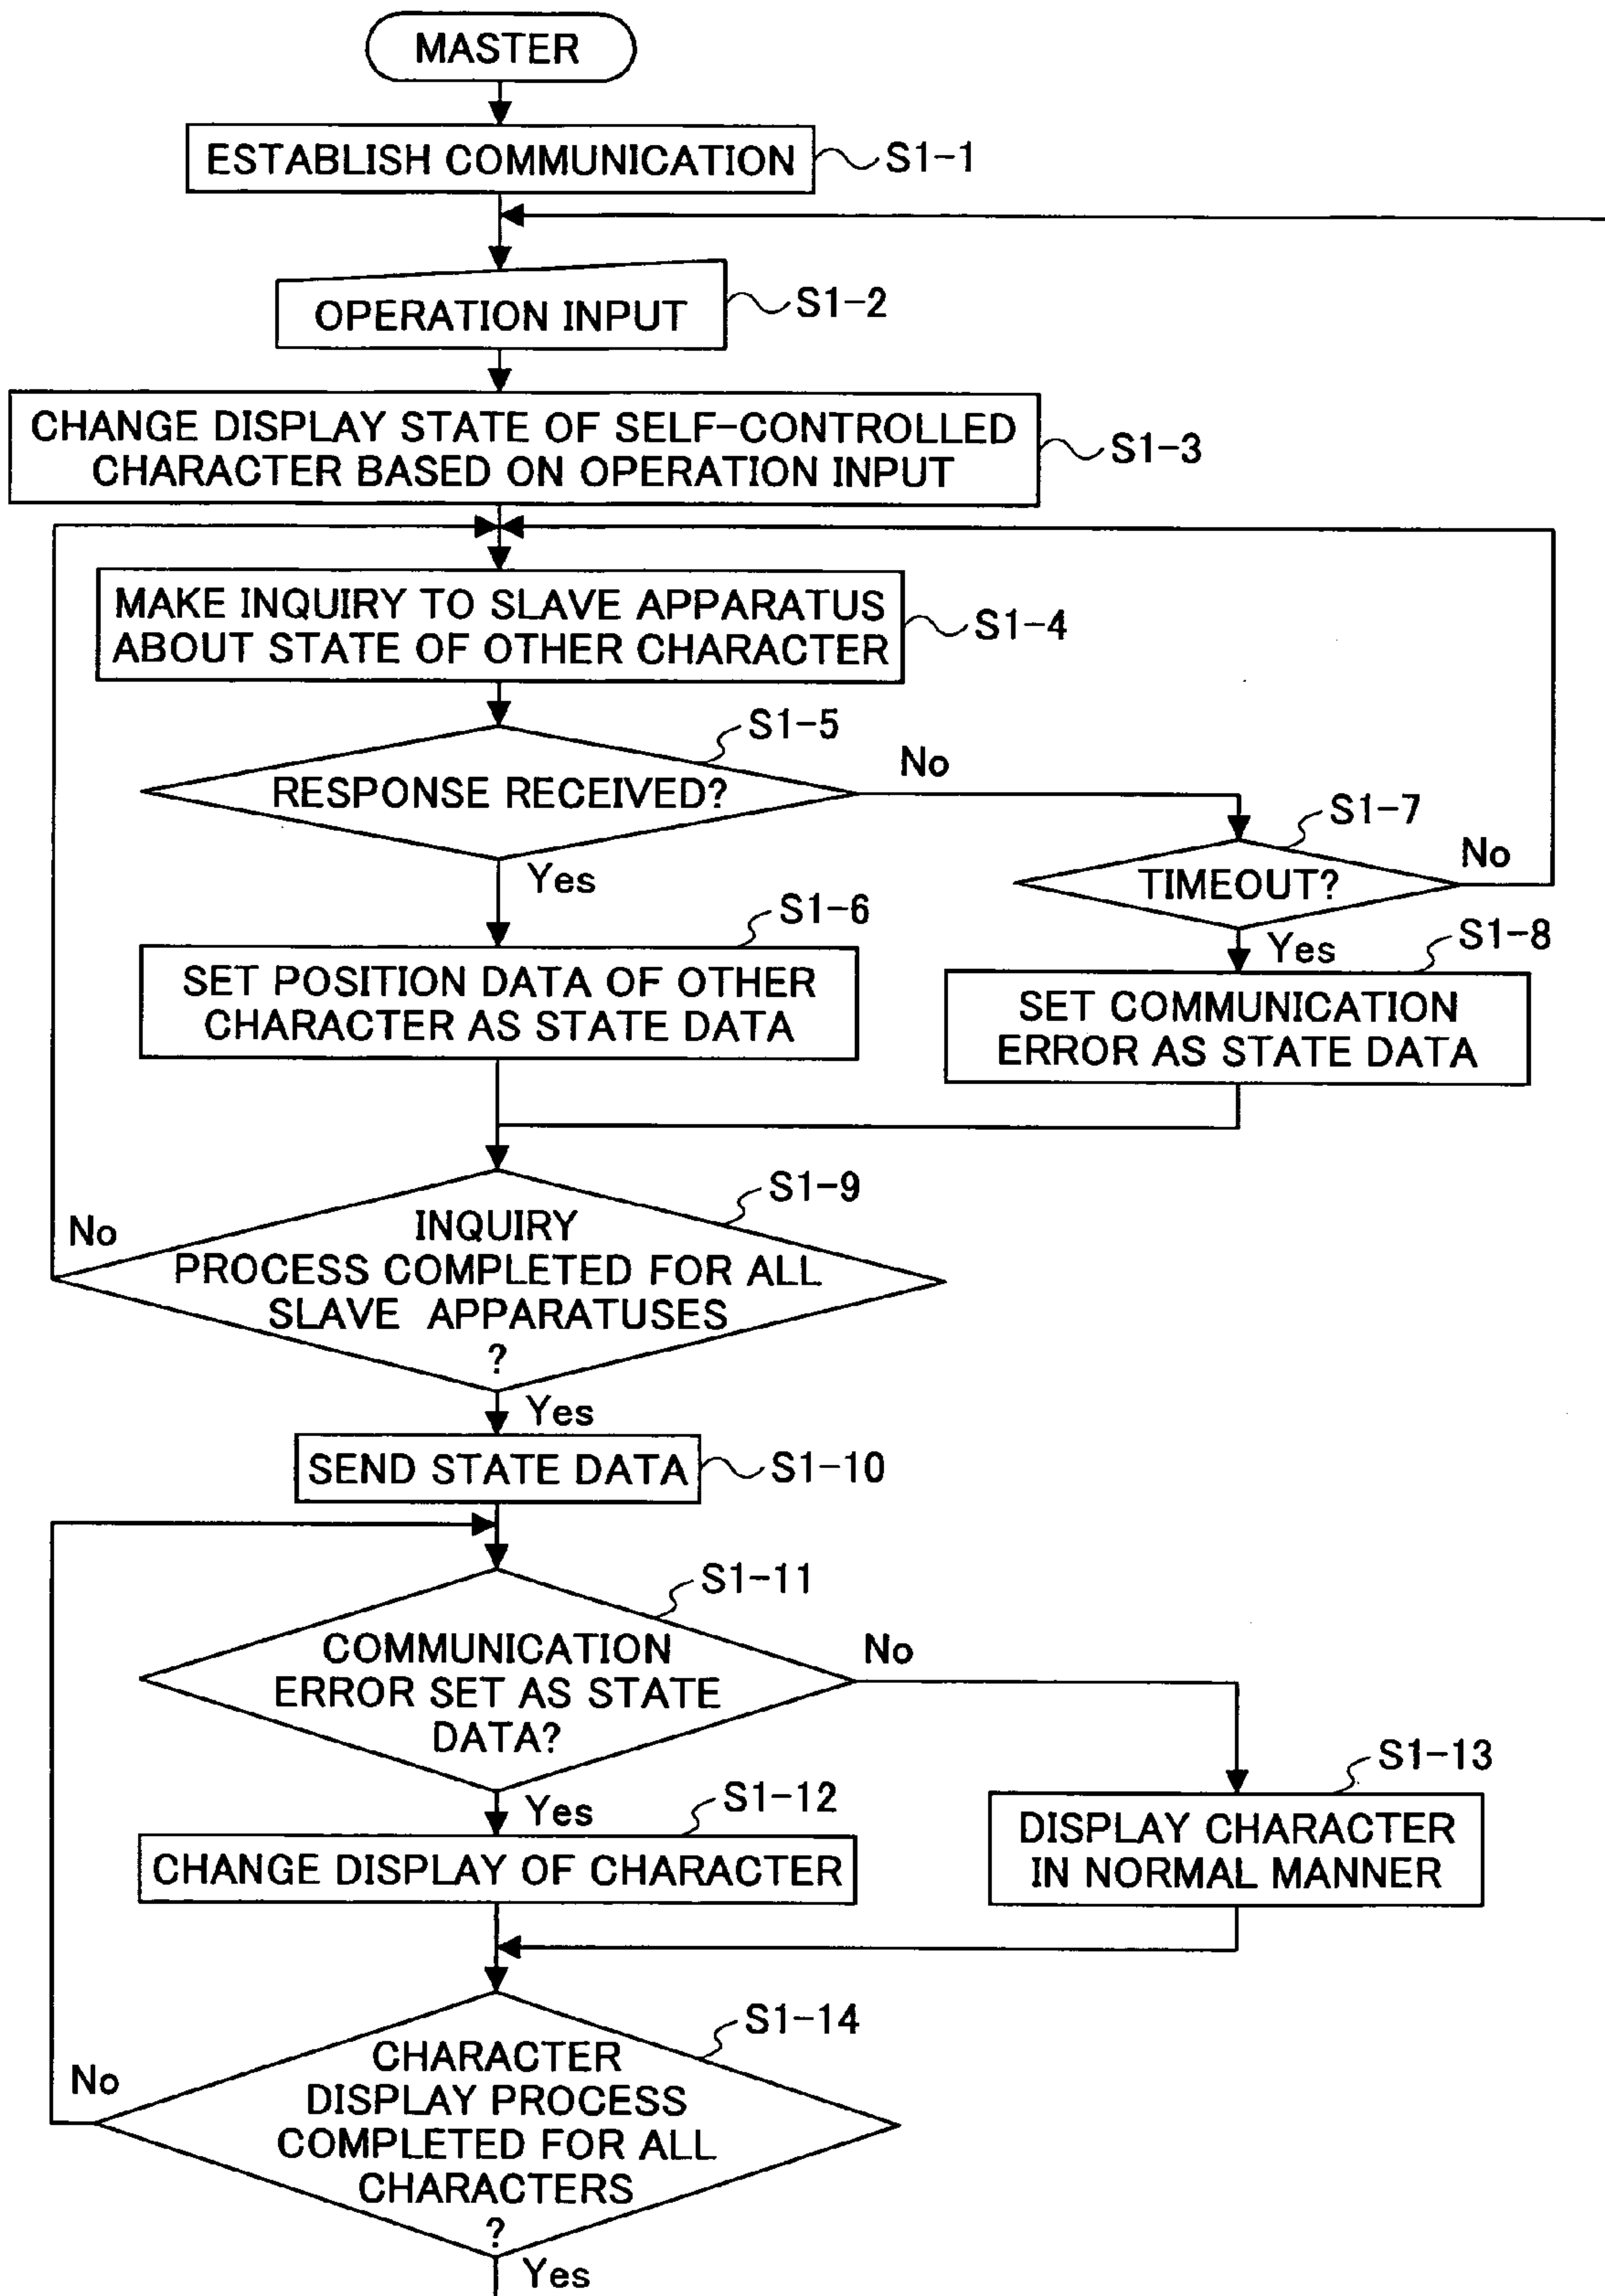 MASTER
ESTABLISH COMMUNICATION
S1-1
OPERATION INPUT
S1-2
CHANGE DISPLAY STATE OF SELF-CONTROLLED
CHARACTER BASED ON OPERATION INPUT
S1-3
MAKE INQUIRY TO SLAVE APPARATUS
ABOUT STATE OF OTHER CHARACTER
S1-4
S1-5
RESPONSE RECEIVED?
No
Yes
S1-7
TIMEOUT?
No
Yes
S1-6
SET POSITION DATA OF OTHER
CHARACTER AS STATE DATA
S1-8
SET COMMUNICATION
ERROR AS STATE DATA
S1-9
No
INQUIRY
PROCESS COMPLETED FOR ALL
SLAVE APPARATUSES
?
Yes
SEND STATE DATA
S1-10
S1-11
COMMUNICATION
ERROR SET AS STATE
DATA?
No
Yes
S1-12
CHANGE DISPLAY OF CHARACTER
S1-13
DISPLAY CHARACTER
IN NORMAL MANNER
S1-14
No
CHARACTER
DISPLAY PROCESS
COMPLETED FOR ALL
CHARACTERS
?
Yes